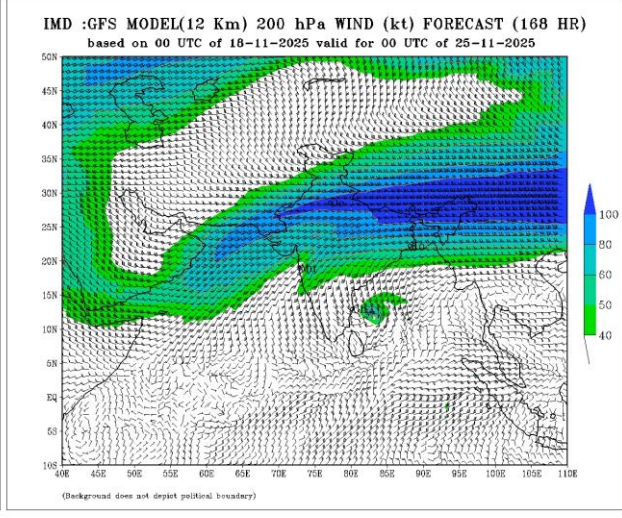 IMD :GFS MODEL(12 Km) 200 hPa WIND (kt) FORECAST (168 HR)
based on 00 UTC of 18-11-2025 valid for 00 UTC of 25-11-2025
50N
45N
40N
35N
30N
25N
20N
15N
10N
5N
EQ
5S
10S
40E 45E 50E 55E 60E 65E 70E 75E 80E 85E 90E 95E 100E 105E 110E
100
80
60
50
40
(Background does not depict political boundary)